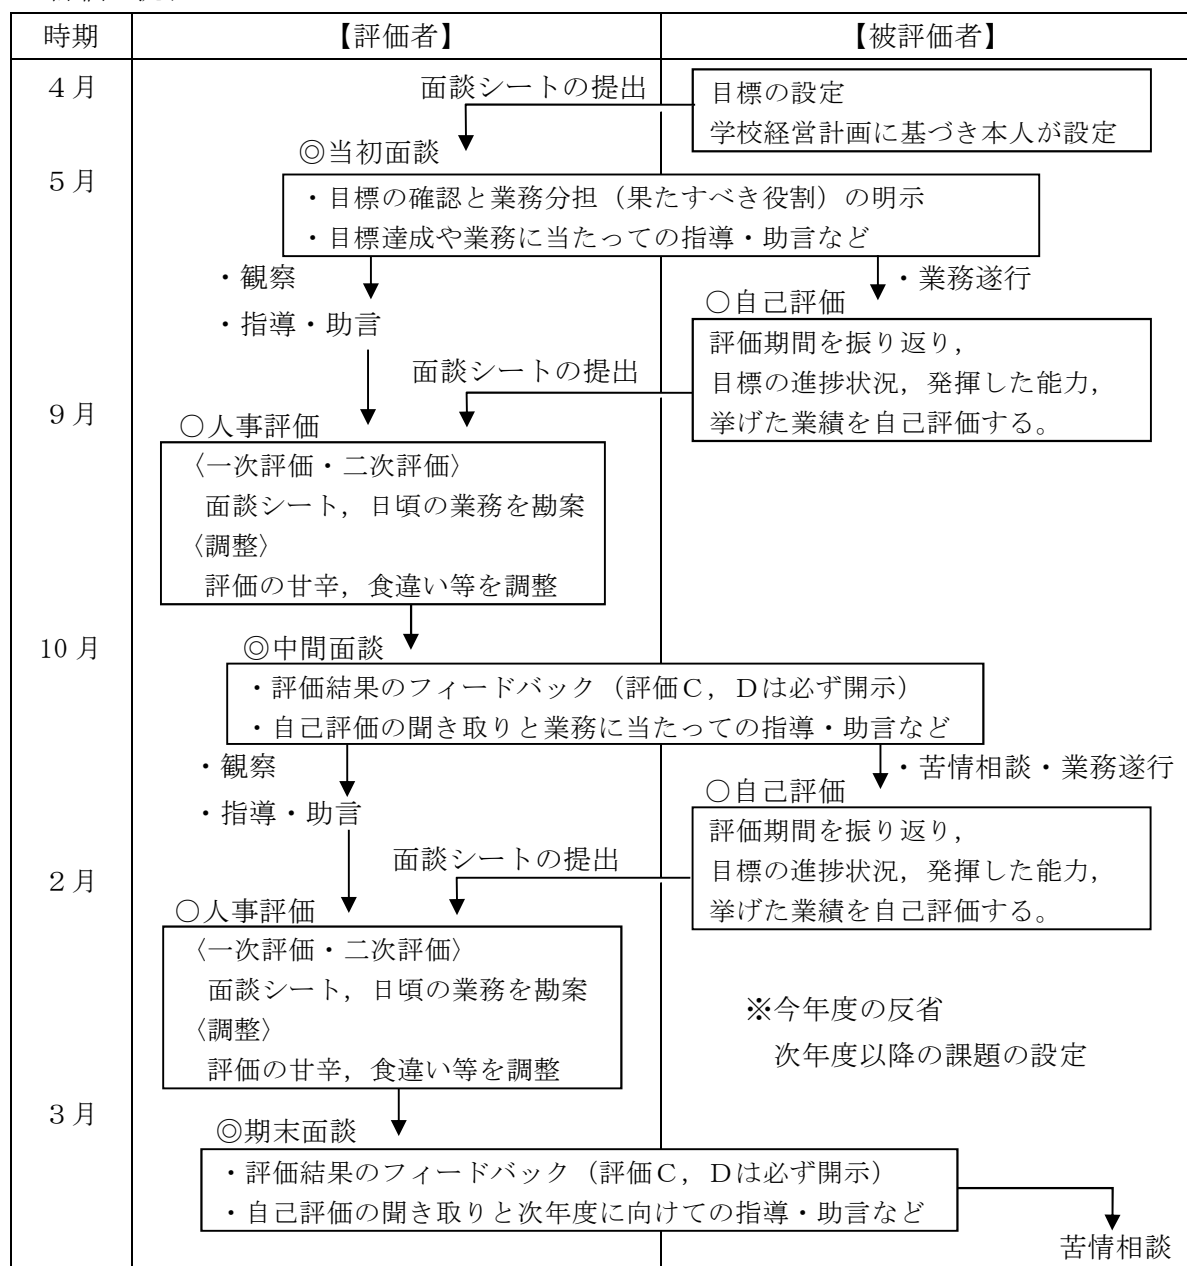 時期
【評価者】
【被評価者】
４月
面談シートの提出
目標の設定
学校経営計画に基づき本人が設定
◎当初面談
５月
・目標の確認と業務分担（果たすべき役割）の明示
・目標達成や業務に当たっての指導・助言など
・観察
・業務遂行
・指導・助言
○自己評価
評価期間を振り返り，
目標の進捗状況，発揮した能力，
挙げた業績を自己評価する。
面談シートの提出
９月
○人事評価
〈一次評価・二次評価〉
面談シート，日頃の業務を勘案
〈調整〉
評価の甘辛，食違い等を調整
10 月
◎中間面談
・評価結果のフィードバック（評価Ｃ，Ｄは必ず開示）
・自己評価の聞き取りと業務に当たっての指導・助言など
・観察
・苦情相談・業務遂行
・指導・助言
○自己評価
評価期間を振り返り，
目標の進捗状況，発揮した能力，
挙げた業績を自己評価する。
面談シートの提出
２月
○人事評価
〈一次評価・二次評価〉
面談シート，日頃の業務を勘案
〈調整〉
評価の甘辛，食違い等を調整
※今年度の反省
次年度以降の課題の設定
３月
◎期末面談
・評価結果のフィードバック（評価Ｃ，Ｄは必ず開示）
・自己評価の聞き取りと次年度に向けての指導・助言など
苦情相談